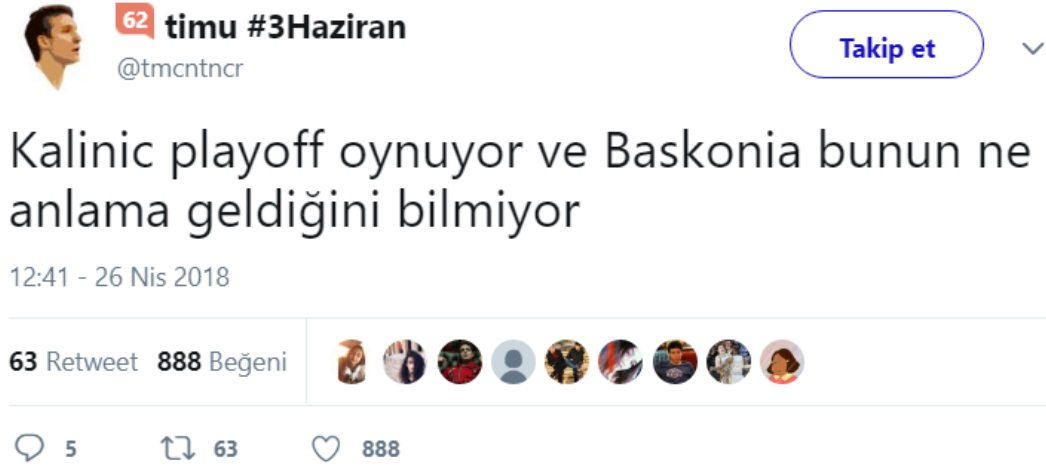 62 timu #3Haziran
@tmcntncr
Takip et
Kalinic playoff oynuyor ve Baskonia bunun ne
anlama geldiğini bilmiyor
12:41 - 26 Nis 2018
63 Retweet 888 Beğeni
5 63 888